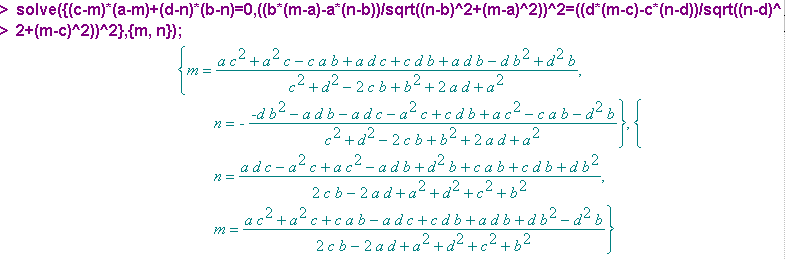 > solve({(c-m)*(a-m)+(d-n)*(b-n)=0,((b*(m-a)-a*(n-b))/sqrt((n-b)^2+(m-a)^2))^2=((d*(m-c)-c*(n-d))/sqrt((n-d)^
> 2+(m-c)^2))^2},{m, n});
{ m = (a c^2 + a^2 c − c a b + a d c + c d b + a d b − d b^2 + d^2 b) / (c^2 + d^2 − 2 c b + b^2 + 2 a d + a^2),
n = - (-d b^2 − a d b − a d c − a^2 c + c d b + a c^2 − c a b − d^2 b) / (c^2 + d^2 − 2 c b + b^2 + 2 a d + a^2) }, {
n = (a d c − a^2 c + a c^2 − a d b + d^2 b + c a b + c d b + d b^2) / (2 c b − 2 a d + a^2 + d^2 + c^2 + b^2),
m = (a c^2 + a^2 c + c a b − a d c + c d b + a d b + d b^2 − d^2 b) / (2 c b − 2 a d + a^2 + d^2 + c^2 + b^2) }